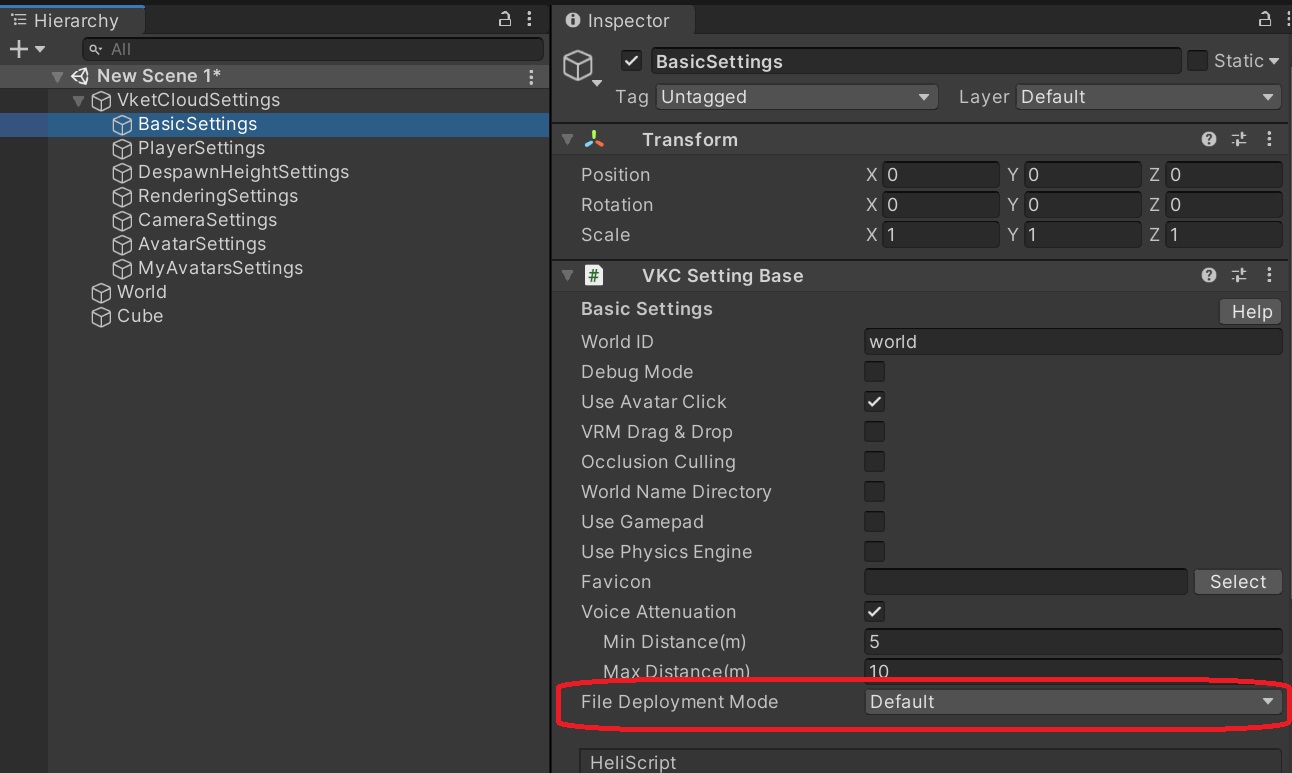 Hierarchy
All
New Scene 1*
VketCloudSettings
BasicSettings
PlayerSettings
DespawnHeightSettings
RenderingSettings
CameraSettings
AvatarSettings
MyAvatarsSettings
World
Cube
Inspector
BasicSettings
Static
Tag Untagged Layer Default
Transform
Position X 0 Y 0 Z 0
Rotation X 0 Y 0 Z 0
Scale X 1 Y 1 Z 1
# VKC Setting Base
Basic Settings
Help
World ID world
Debug Mode
Use Avatar Click
VRM Drag & Drop
Occlusion Culling
World Name Directory
Use Gamepad
Use Physics Engine
Favicon Select
Voice Attenuation
Min Distance(m) 5
Max Distance(m) 10
File Deployment Mode Default
HeliScript